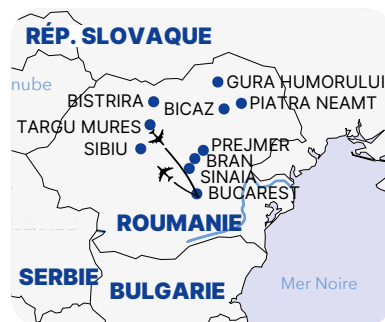 RÉP. SLOVAQUE
nube
GURA HUMORULUI
BISTRIRA
BICAZ
PIATRA NEAMT
TARGU MURES
SIBIU
PREJMER
BRAN
SINAIA
BUCAREST
ROUMANIE
SERBIE
BULGARIE
Mer Noire